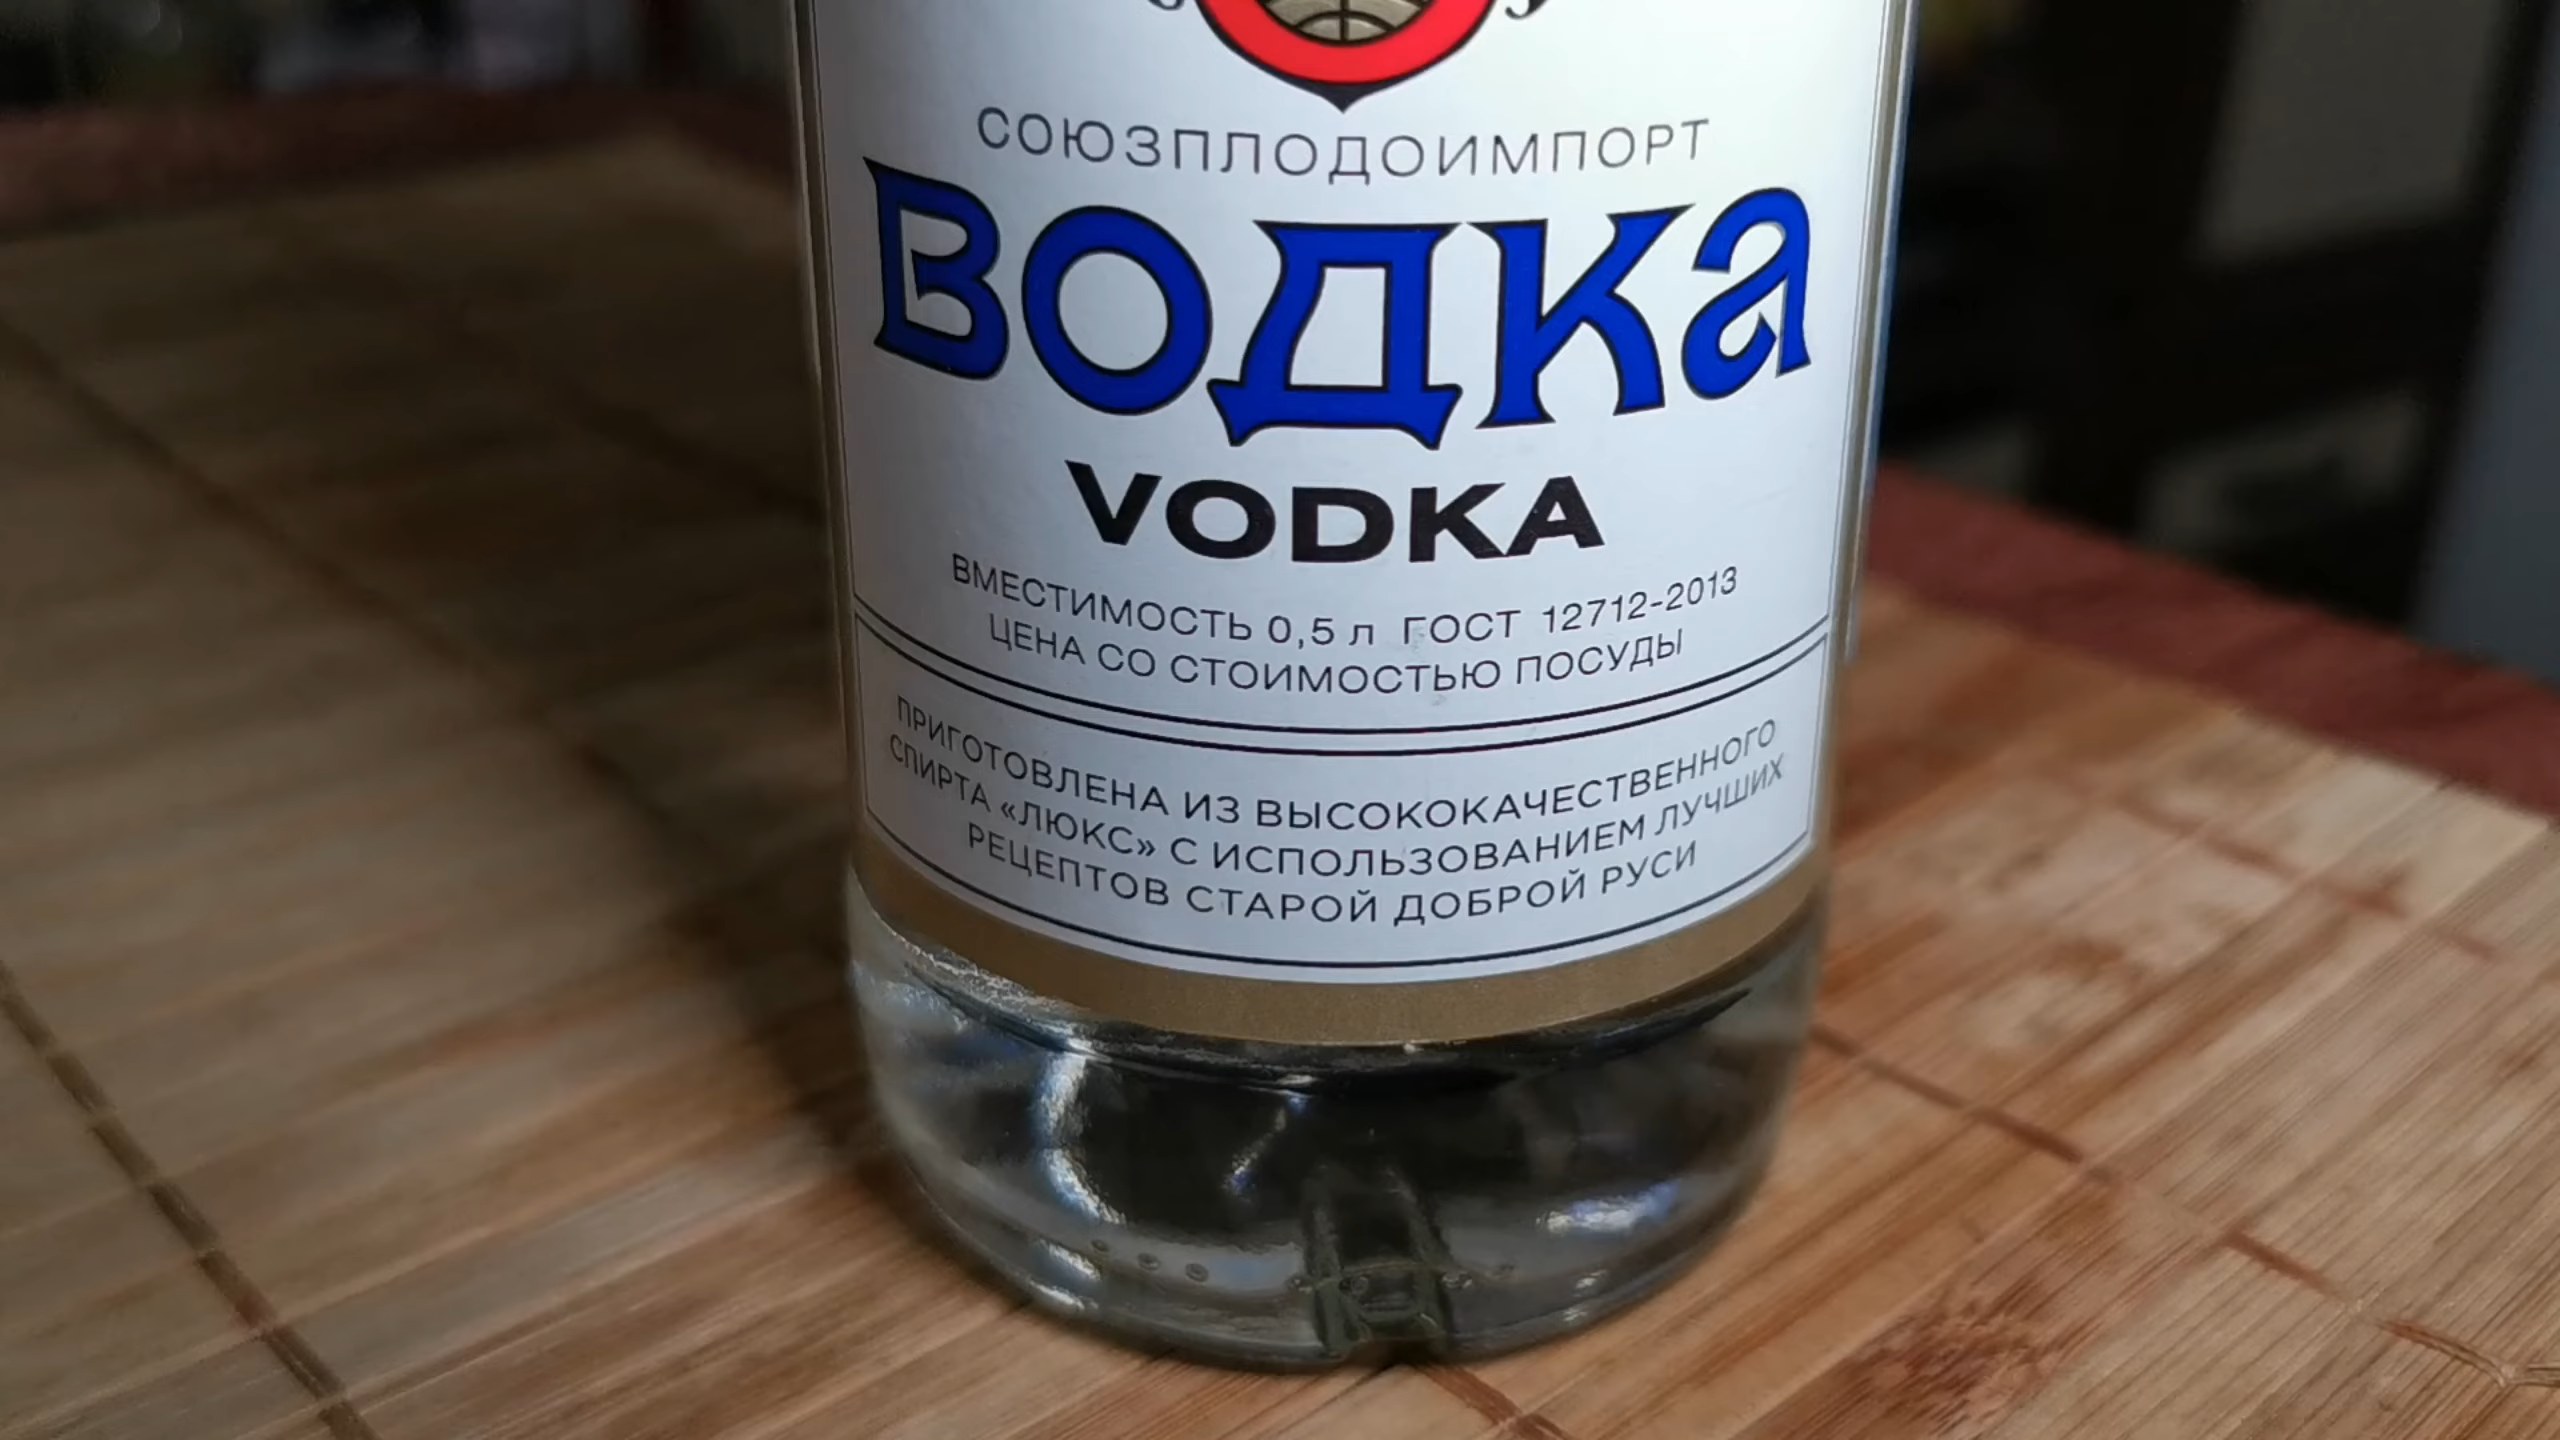 СОЮЗПЛОДОИМПОРТ
ВОДКА
VODKA
ВМЕСТИМОСТЬ 0,5 л ГОСТ 12712-2013
ЦЕНА СО СТОИМОСТЬЮ ПОСУДЫ
ПРИГОТОВЛЕНА ИЗ ВЫСОКОКАЧЕСТВЕННОГО
СПИРТА «ЛЮКС» С ИСПОЛЬЗОВАНИЕМ ЛУЧШИХ
РЕЦЕПТОВ СТАРОЙ ДОБРОЙ РУСИ